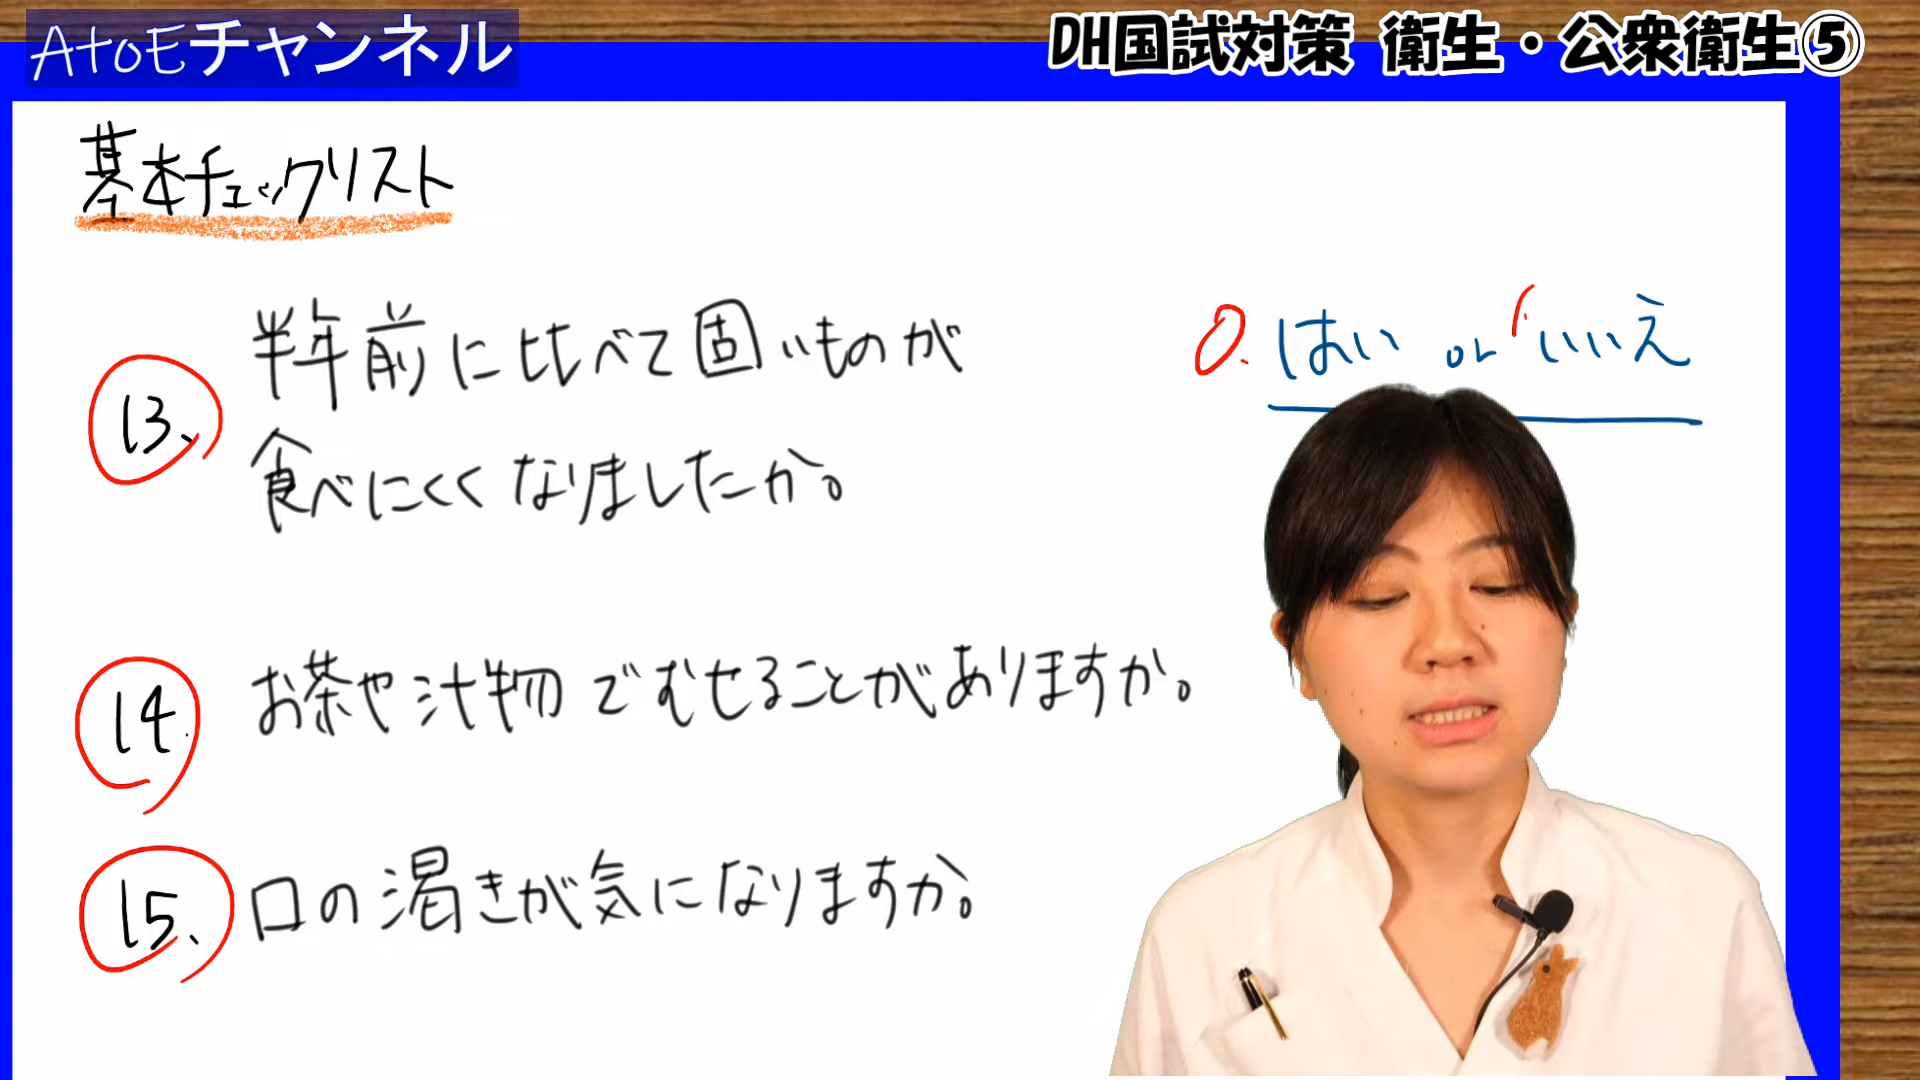 AtoEチャンネル
DH国試対策 衛生・公衆衛生⑤
基本チェックリスト
0. はい or 1. いいえ
13、半年前に比べて固いものが
食べにくくなりましたか。
14. お茶や汁物でむせることがありますか。
15、口の渇きが気になりますか。